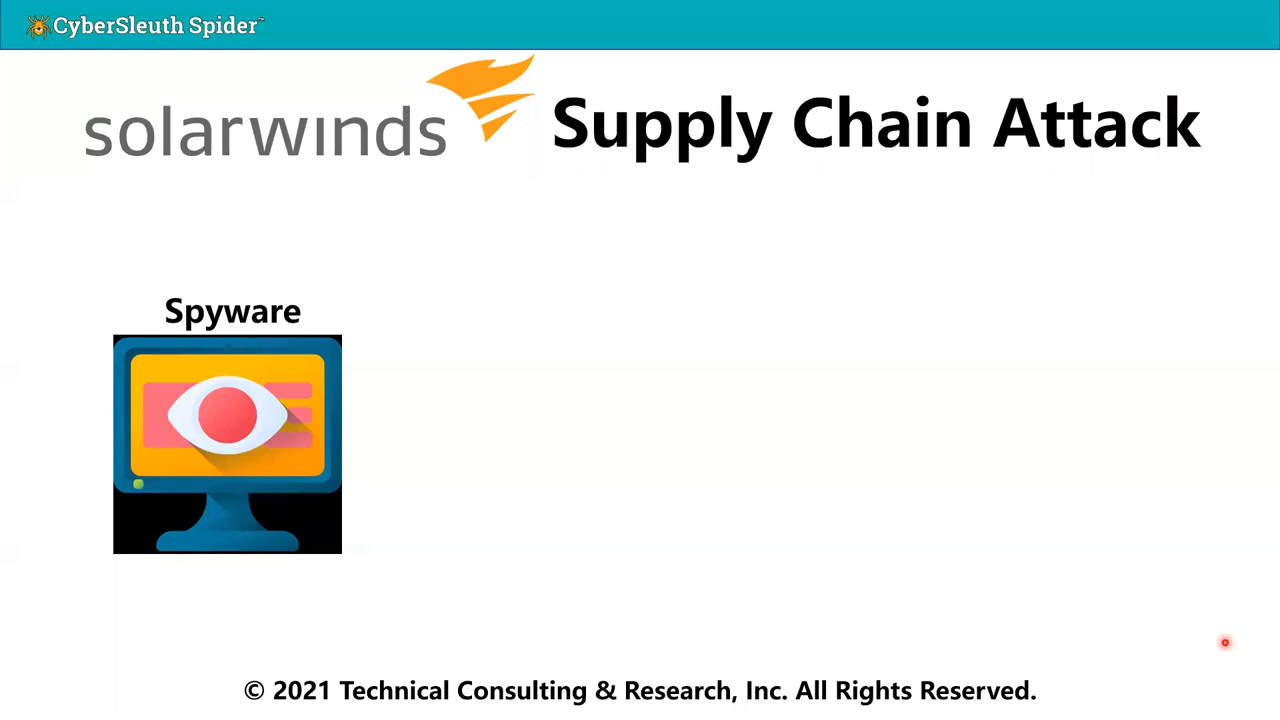 CyberSleuth Spider™
solarwinds Supply Chain Attack
Spyware
© 2021 Technical Consulting & Research, Inc. All Rights Reserved.